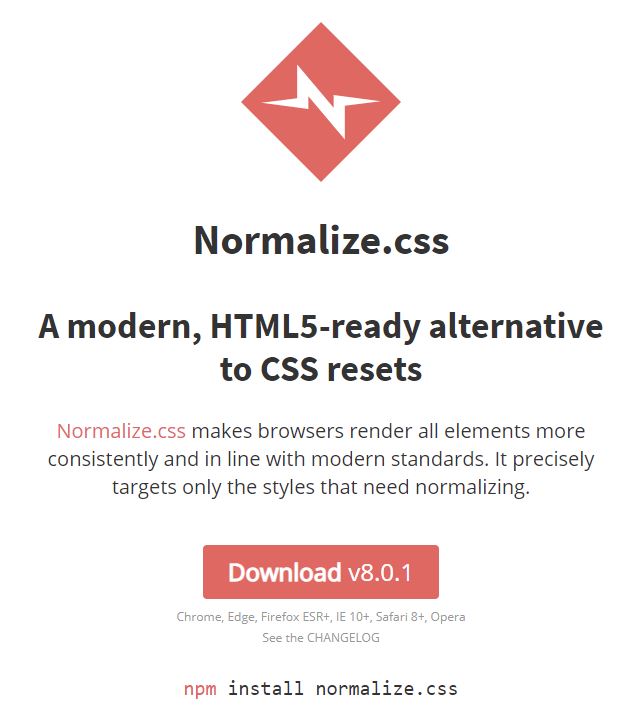 Normalize.css
A modern, HTML5-ready alternative
to CSS resets
Normalize.css makes browsers render all elements more
consistently and in line with modern standards. It precisely
targets only the styles that need normalizing.
Download v8.0.1
Chrome, Edge, Firefox ESR+, IE 10+, Safari 8+, Opera
See the CHANGELOG
npm install normalize.css